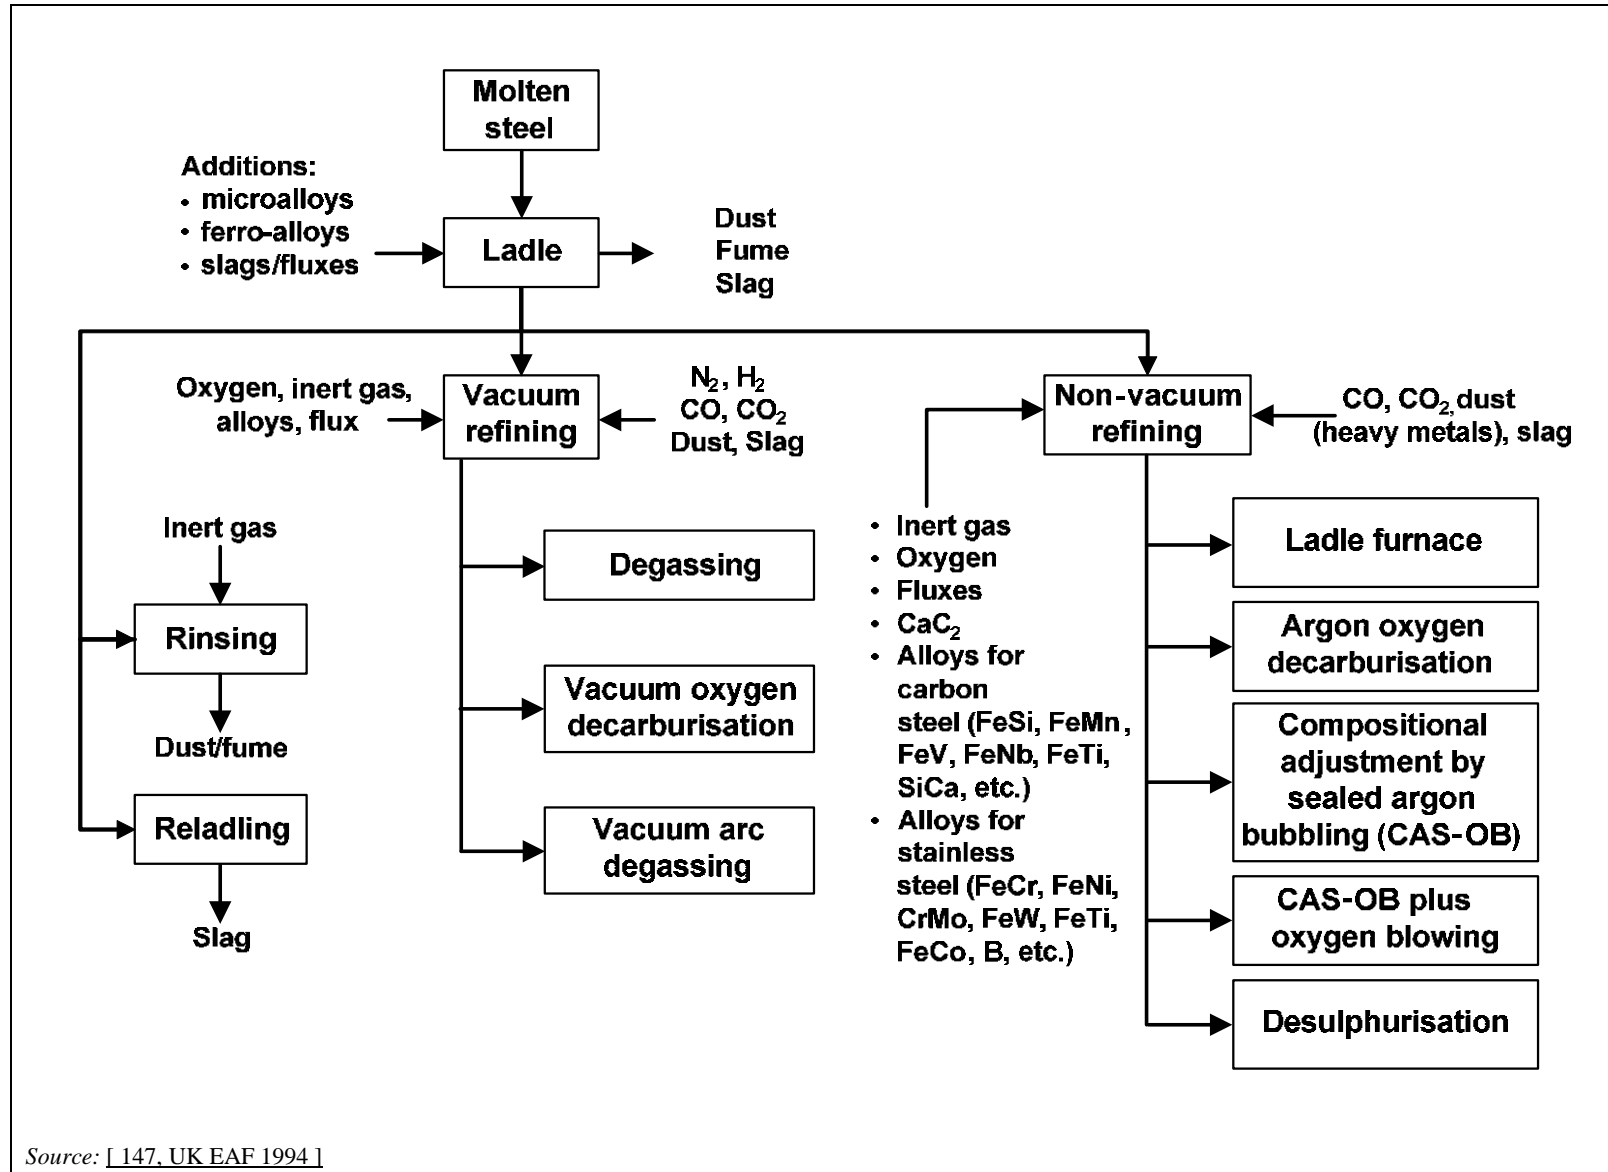 Molten
steel
Additions:
• microalloys
• ferro-alloys
• slags/fluxes
Ladle
Dust
Fume
Slag
Oxygen, inert gas,
alloys, flux
Vacuum
refining
N₂, H₂
CO, CO₂
Dust, Slag
Non-vacuum
refining
CO, CO₂, dust
(heavy metals), slag
Inert gas
Rinsing
Dust/fume
Reladling
Slag
Degassing
Vacuum oxygen
decarburisation
Vacuum arc
degassing
• Inert gas
• Oxygen
• Fluxes
• CaC₂
• Alloys for
carbon
steel (FeSi, FeMn,
FeV, FeNb, FeTi,
SiCa, etc.)
• Alloys for
stainless
steel (FeCr, FeNi,
CrMo, FeW, FeTi,
FeCo, B, etc.)
Ladle furnace
Argon oxygen
decarburisation
Compositional
adjustment by
sealed argon
bubbling (CAS-OB)
CAS-OB plus
oxygen blowing
Desulphurisation
Source: [ 147, UK EAF 1994 ]